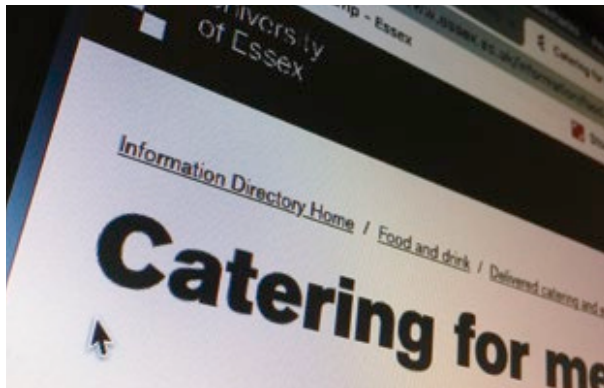 University
of Essex
- Essex
Information Directory Home / Food and drink / Delivered catering and
Catering for me